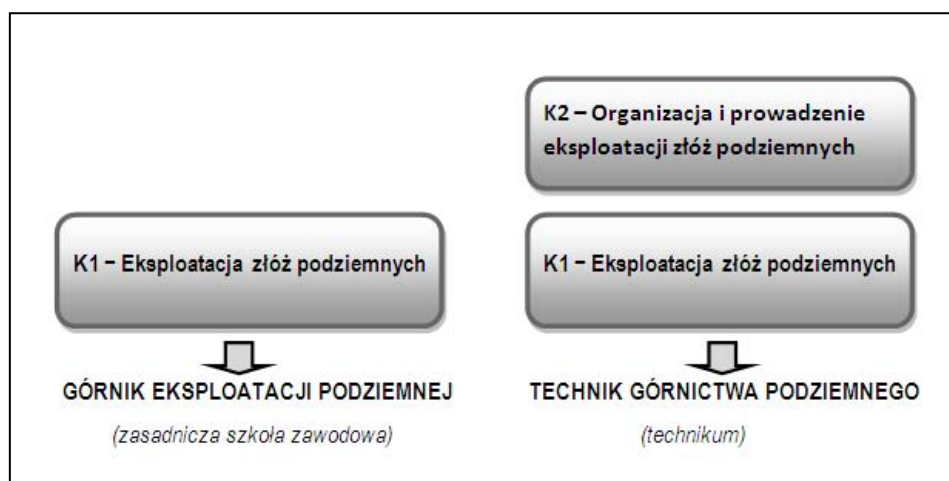 K2 – Organizacja i prowadzenie
eksploatacji złóż podziemnych
K1 – Eksploatacja złóż podziemnych
K1 – Eksploatacja złóż podziemnych
GÓRNIK EKSPLOATACJI PODZIEMNEJ
(zasadnicza szkoła zawodowa)
TECHNIK GÓRNICTWA PODZIEMNEGO
(technikum)